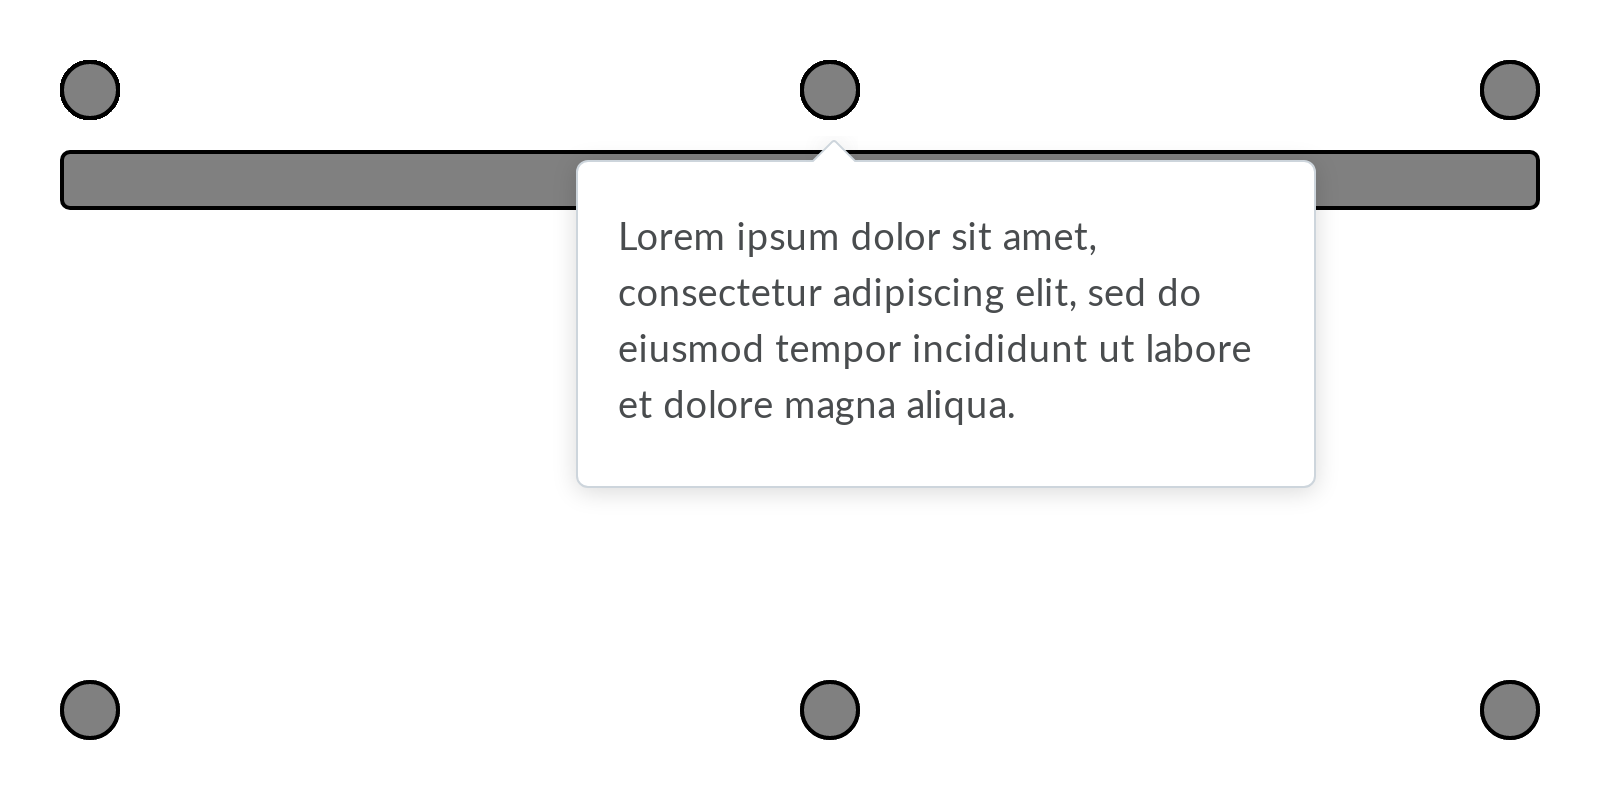 Lorem ipsum dolor sit amet,
consectetur adipiscing elit, sed do
eiusmod tempor incididunt ut labore
et dolore magna aliqua.